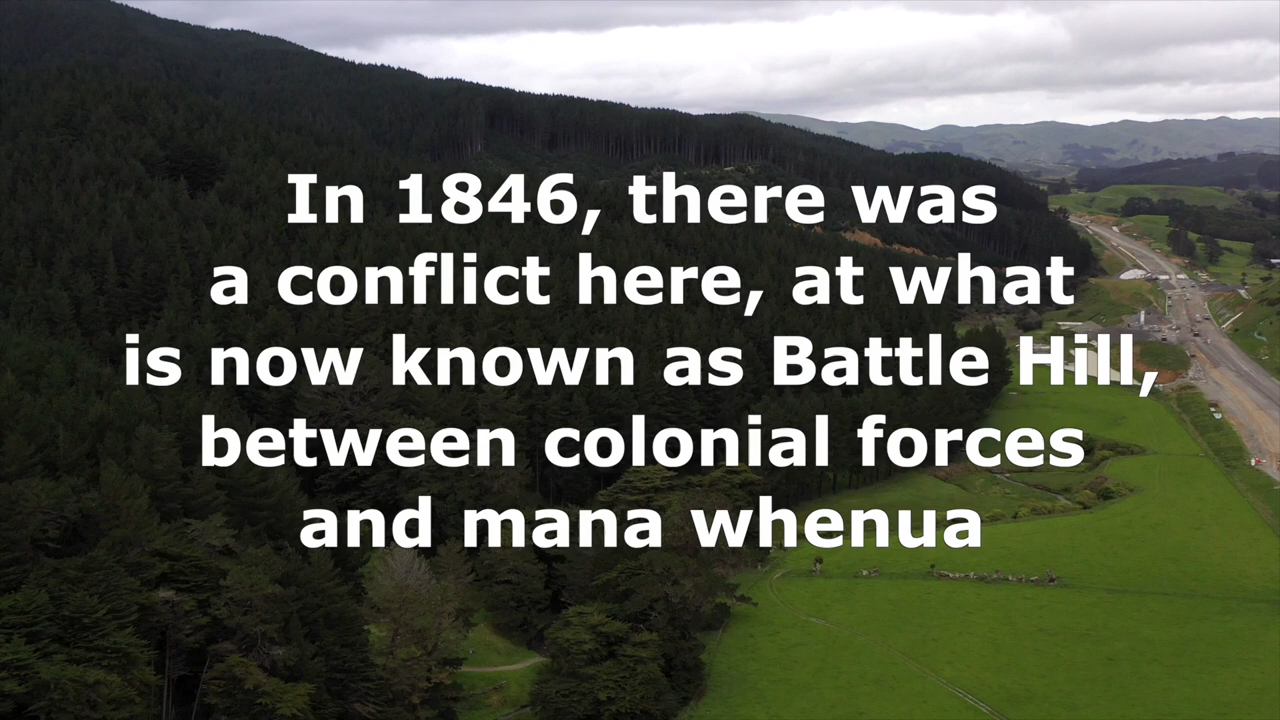 In 1846, there was
a conflict here, at what
is now known as Battle Hill,
between colonial forces
and mana whenua